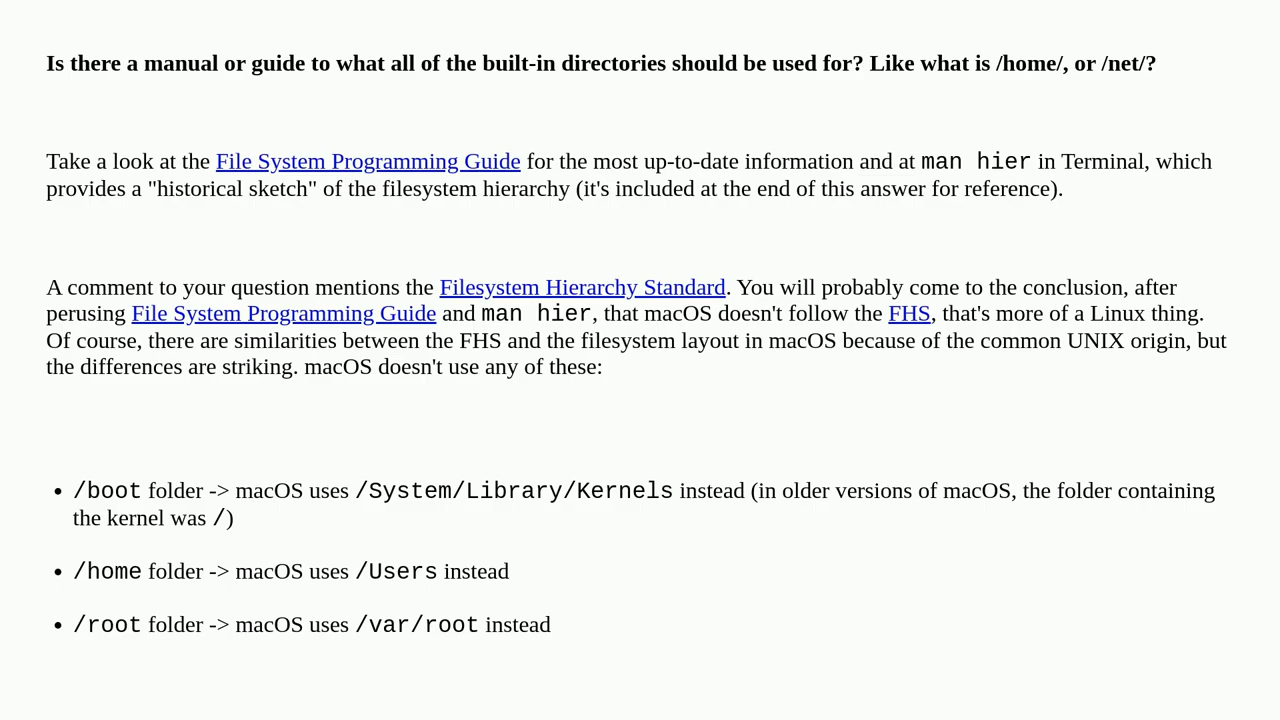 Is there a manual or guide to what all of the built-in directories should be used for? Like what is /home/, or /net/?
Take a look at the File System Programming Guide for the most up-to-date information and at man hier in Terminal, which
provides a "historical sketch" of the filesystem hierarchy (it's included at the end of this answer for reference).
A comment to your question mentions the Filesystem Hierarchy Standard. You will probably come to the conclusion, after
perusing File System Programming Guide and man hier, that macOS doesn't follow the FHS, that's more of a Linux thing.
Of course, there are similarities between the FHS and the filesystem layout in macOS because of the common UNIX origin, but
the differences are striking. macOS doesn't use any of these:
• /boot folder -> macOS uses /System/Library/Kernels instead (in older versions of macOS, the folder containing
the kernel was /)
• /home folder -> macOS uses /Users instead
• /root folder -> macOS uses /var/root instead